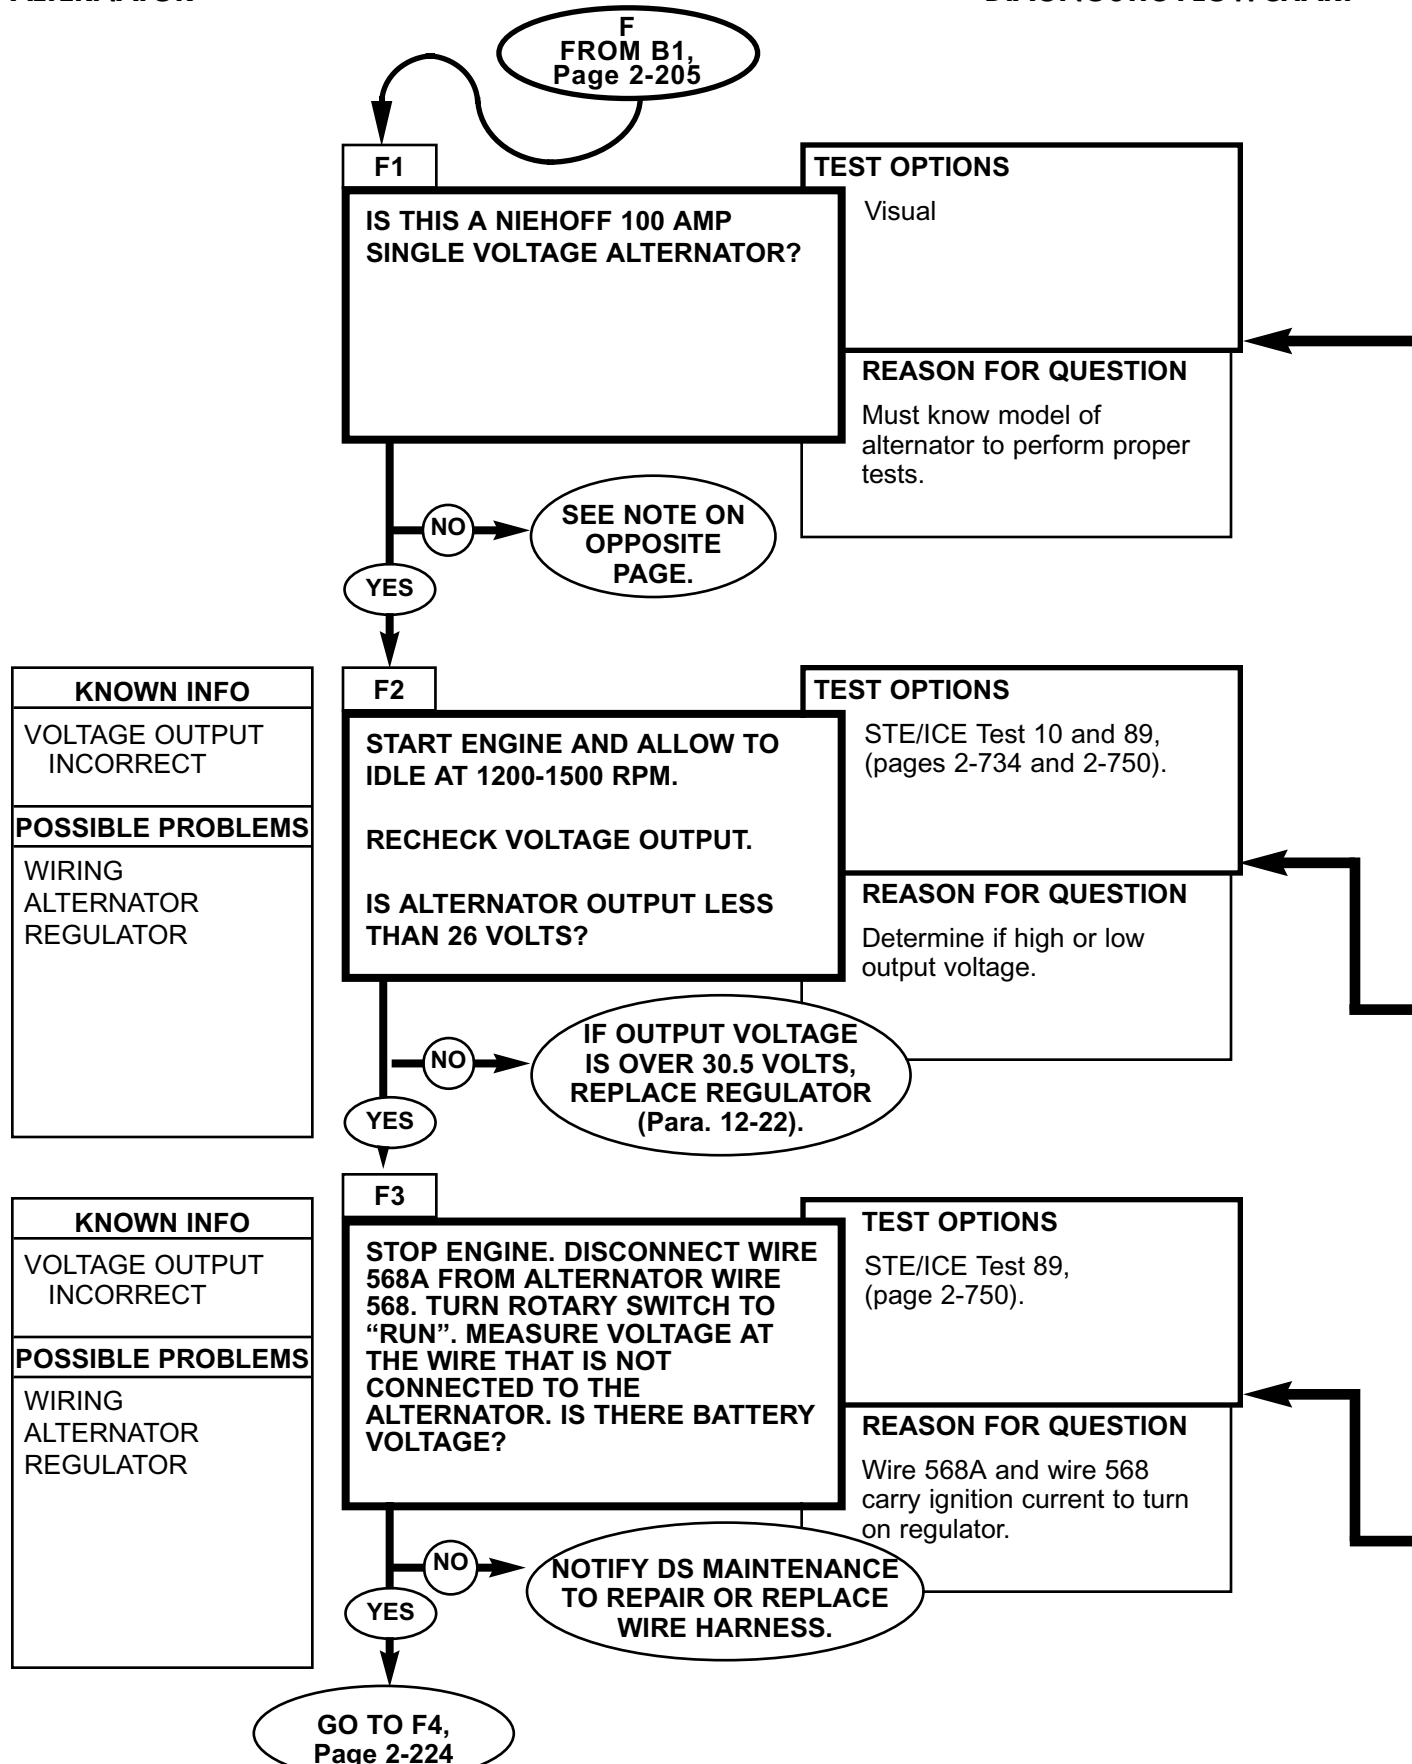 F
FROM B1,
Page 2-205
F1
IS THIS A NIEHOFF 100 AMP
SINGLE VOLTAGE ALTERNATOR?
TEST OPTIONS
Visual
REASON FOR QUESTION
Must know model of
alternator to perform proper
tests.
NO
SEE NOTE ON
OPPOSITE
PAGE.
YES
KNOWN INFO
VOLTAGE OUTPUT
INCORRECT
POSSIBLE PROBLEMS
WIRING
ALTERNATOR
REGULATOR
F2
START ENGINE AND ALLOW TO
IDLE AT 1200-1500 RPM.
RECHECK VOLTAGE OUTPUT.
IS ALTERNATOR OUTPUT LESS
THAN 26 VOLTS?
TEST OPTIONS
STE/ICE Test 10 and 89,
(pages 2-734 and 2-750).
REASON FOR QUESTION
Determine if high or low
output voltage.
NO
IF OUTPUT VOLTAGE
IS OVER 30.5 VOLTS,
REPLACE REGULATOR
(Para. 12-22).
YES
KNOWN INFO
VOLTAGE OUTPUT
INCORRECT
POSSIBLE PROBLEMS
WIRING
ALTERNATOR
REGULATOR
F3
STOP ENGINE. DISCONNECT WIRE
568A FROM ALTERNATOR WIRE
568. TURN ROTARY SWITCH TO
“RUN”. MEASURE VOLTAGE AT
THE WIRE THAT IS NOT
CONNECTED TO THE
ALTERNATOR. IS THERE BATTERY
VOLTAGE?
TEST OPTIONS
STE/ICE Test 89,
(page 2-750).
REASON FOR QUESTION
Wire 568A and wire 568
carry ignition current to turn
on regulator.
NO
NOTIFY DS MAINTENANCE
TO REPAIR OR REPLACE
WIRE HARNESS.
YES
GO TO F4,
Page 2-224